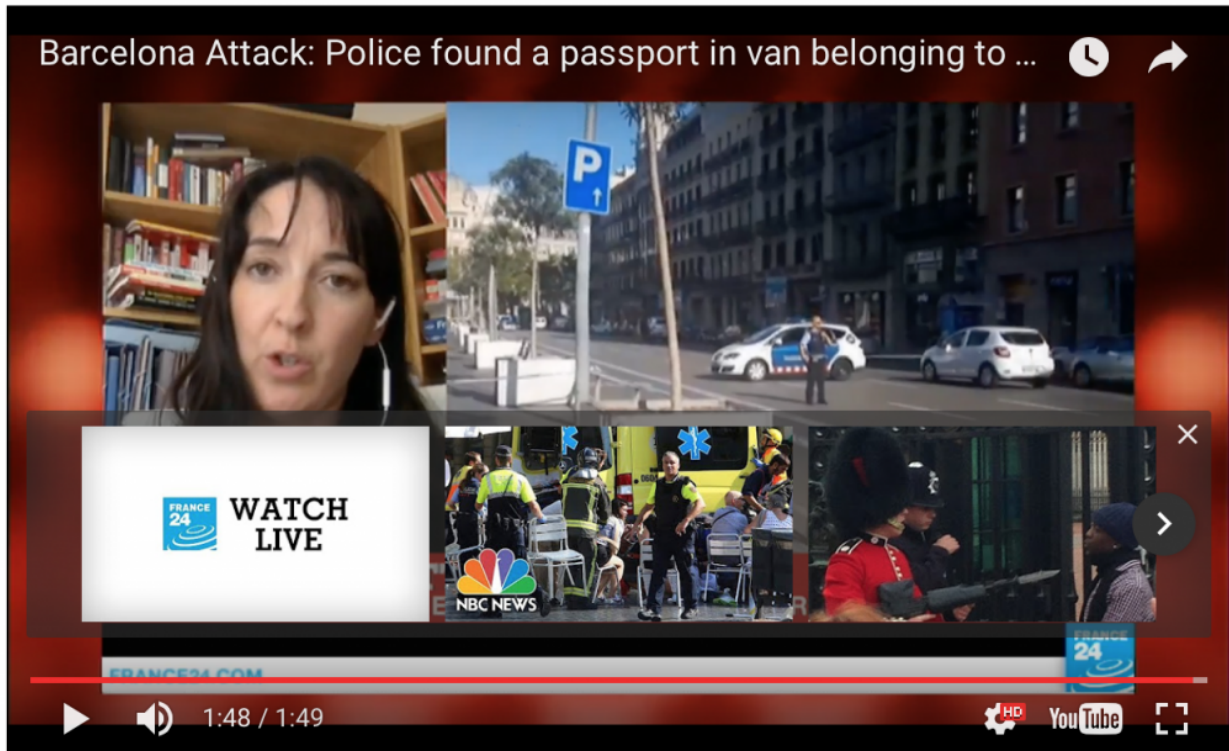 Barcelona Attack: Police found a passport in van belonging to ...
P
FRANCE
24
WATCH
LIVE
NBC NEWS
FRANCE24.COM
FRANCE
24
1:48 / 1:49
HD
YouTube